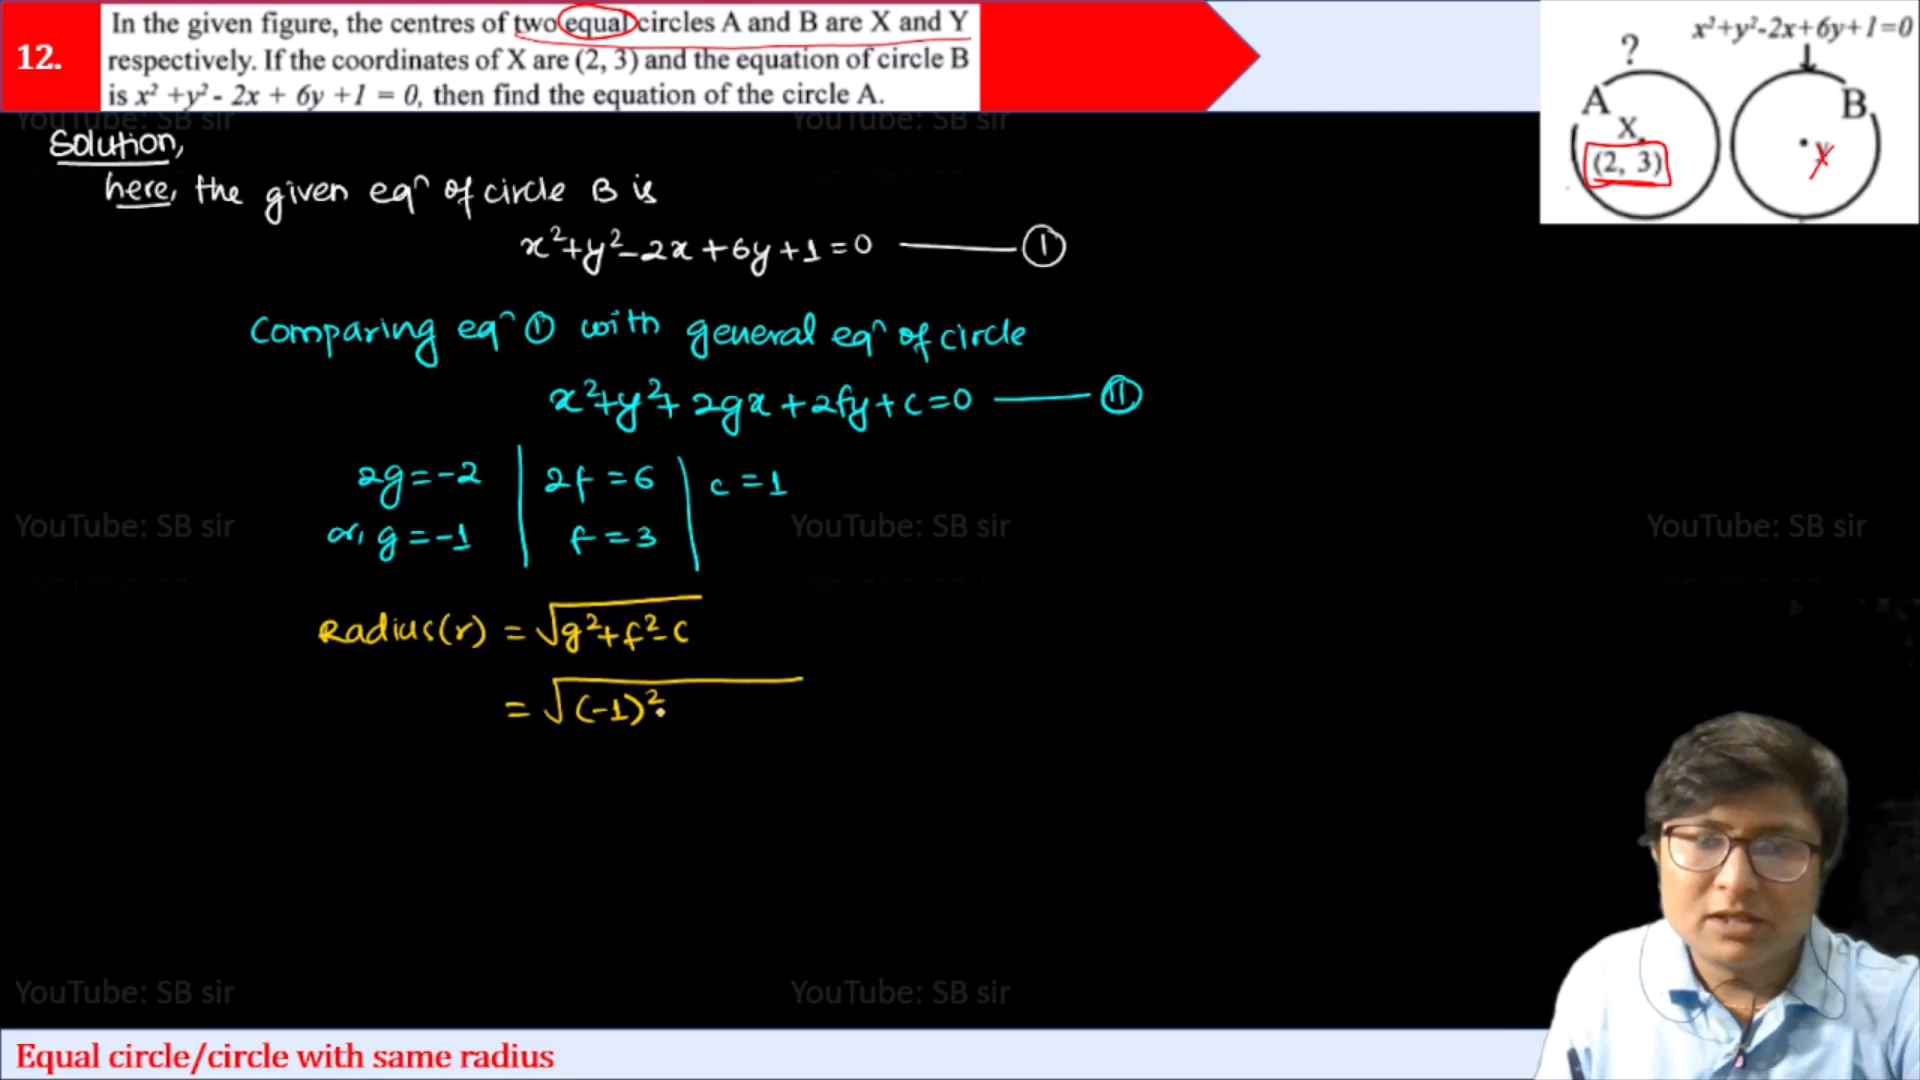 12.
In the given figure, the centres of two equal circles A and B are X and Y
respectively. If the coordinates of X are (2, 3) and the equation of circle B
is x² +y² - 2x + 6y +1 = 0, then find the equation of the circle A.
x²+y²-2x+6y+1=0
?
A
B
X
(2, 3)
y
YouTube: SB sir
YouTube: SB sir
Solution,
here, the given eqⁿ of circle B is
x²+y²-2x+6y+1=0 ——— ①
Comparing eqⁿ ① with general eqⁿ of circle
x²+y²+2gx+2fy+c=0 ——— ⑪
2g=-2 | 2f=6 | c=1
or, g=-1 | f=3 |
YouTube: SB sir
YouTube: SB sir
YouTube: SB sir
Radius(r) = √g²+f²-c
= √(-1)²
YouTube: SB sir
YouTube: SB sir
Equal circle/circle with same radius